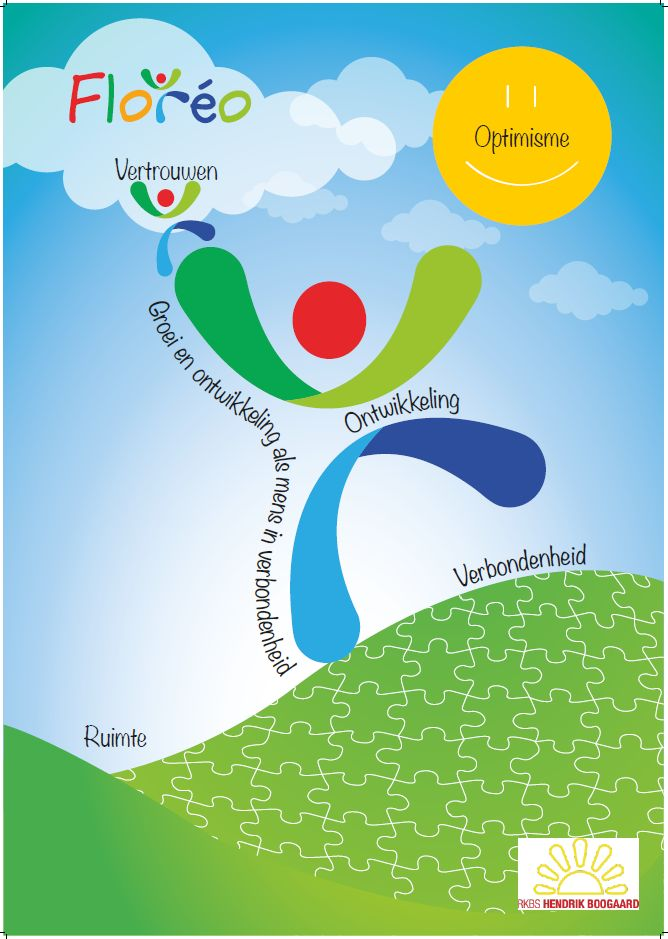 Floréo
Optimisme
Vertrouwen
Groei en ontwikkeling als mens in verbondenheid
Ontwikkeling
Verbondenheid
Ruimte
RKBS HENDRIK BOOGAARD